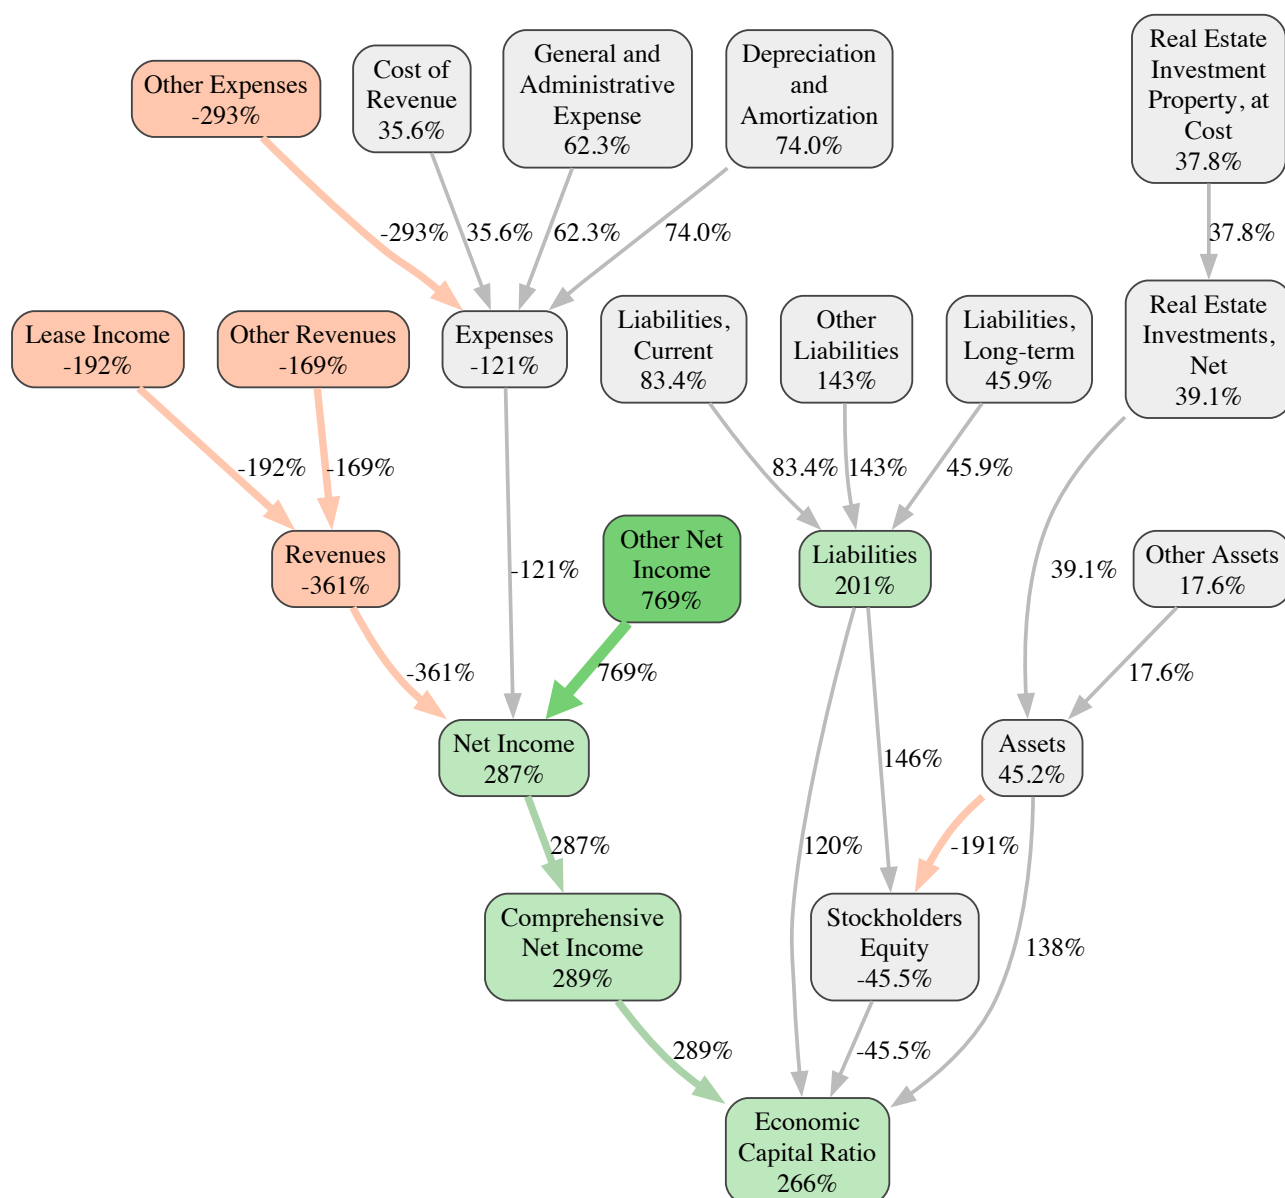 Other Expenses
-293%
Cost of
Revenue
35.6%
General and
Administrative
Expense
62.3%
Depreciation
and
Amortization
74.0%
Real Estate
Investment
Property, at
Cost
37.8%
-293%
35.6%
62.3%
74.0%
37.8%
Lease Income
-192%
Other Revenues
-169%
Expenses
-121%
Liabilities,
Current
83.4%
Other
Liabilities
143%
Liabilities,
Long-term
45.9%
Real Estate
Investments,
Net
39.1%
-192%
-169%
83.4%
143%
45.9%
Revenues
-361%
-121%
Other Net
Income
769%
Liabilities
201%
39.1%
Other Assets
17.6%
-361%
769%
17.6%
Net Income
287%
146%
Assets
45.2%
287%
120%
-191%
Comprehensive
Net Income
289%
Stockholders
Equity
-45.5%
138%
289%
-45.5%
Economic
Capital Ratio
266%